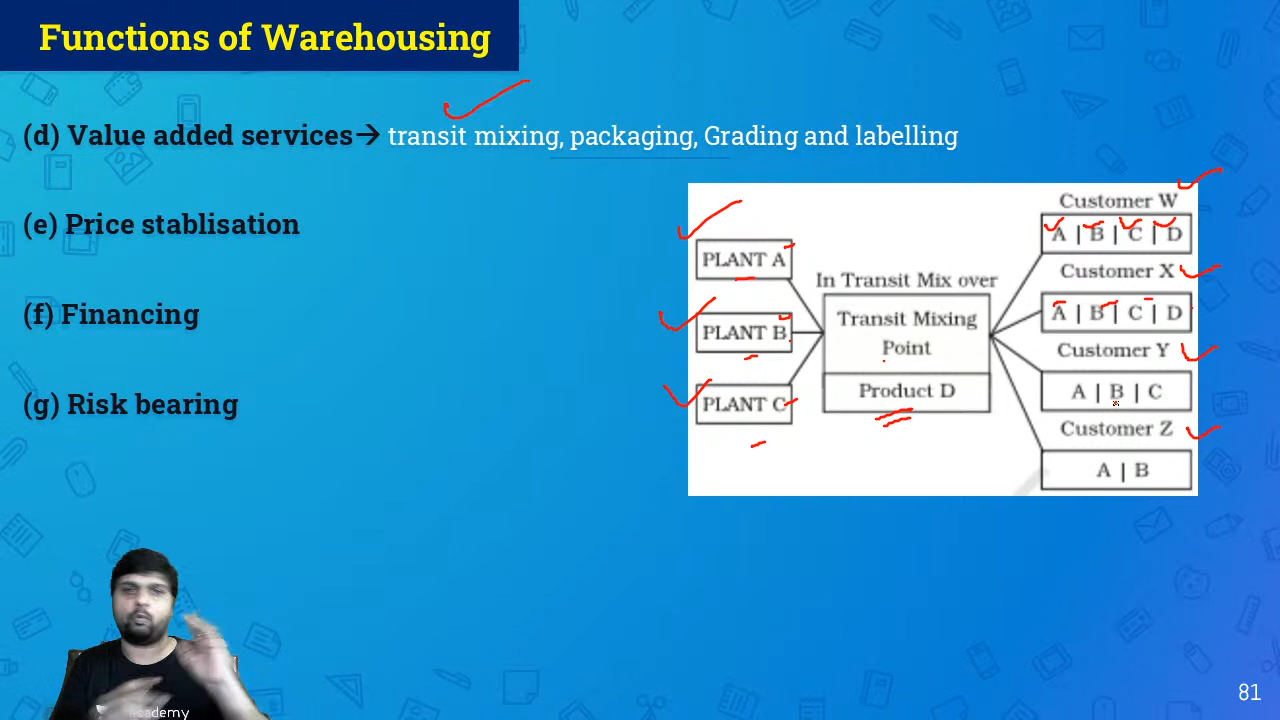 Functions of Warehousing
(d) Value added services→ transit mixing, packaging, Grading and labelling
(e) Price stablisation
(f) Financing
(g) Risk bearing
PLANT A
PLANT B
PLANT C
In Transit Mix over
Transit Mixing
Point
Product D
Customer W
A | B | C | D
Customer X
A | B | C | D
Customer Y
A | B | C
Customer Z
A | B
81